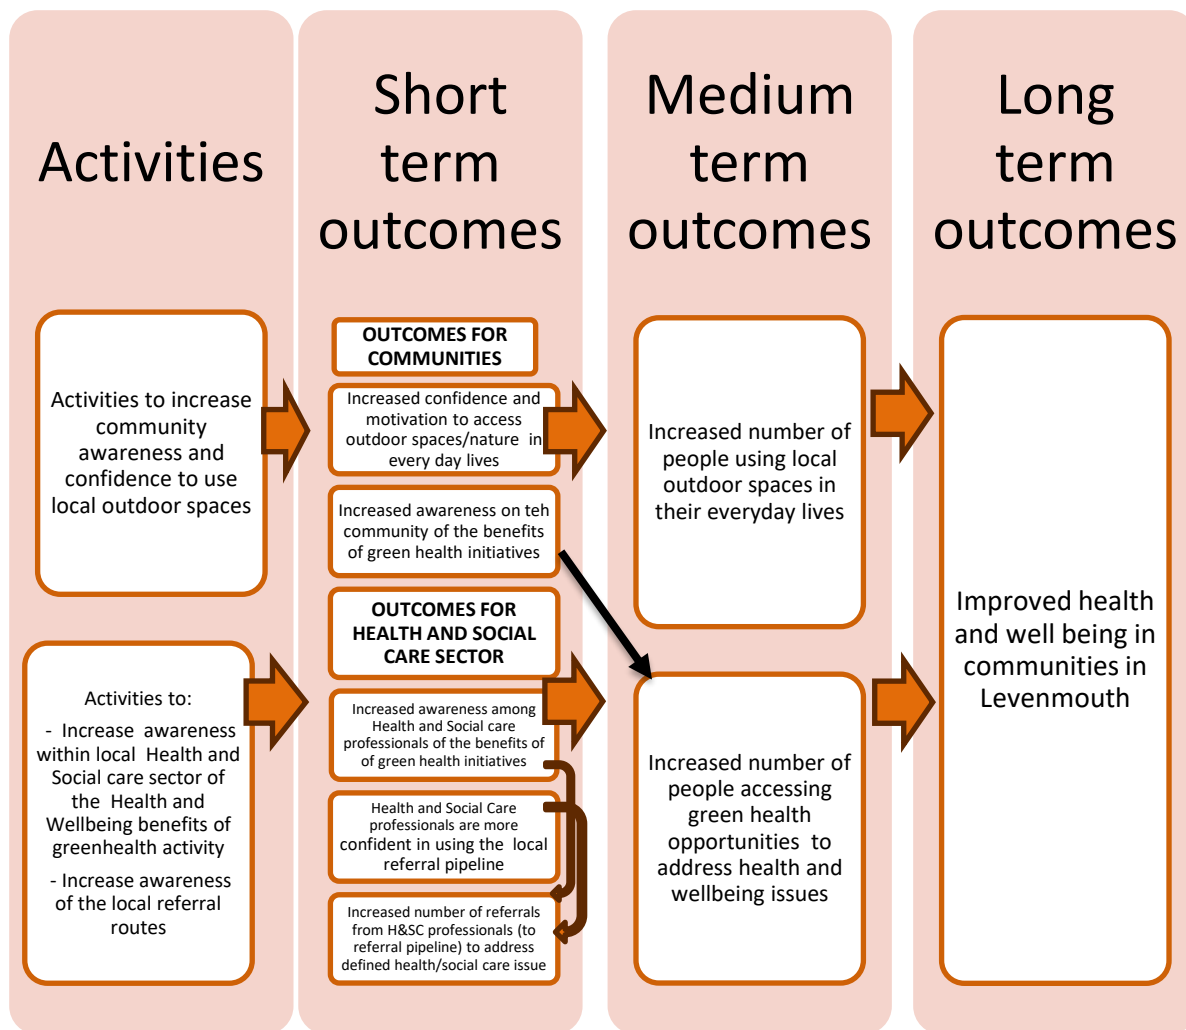 Activities
Short
term
outcomes
Medium
term
outcomes
Long
term
outcomes
Activities to increase
community
awareness and
confidence to use
local outdoor spaces
Activities to:
- Increase awareness
within local Health and
Social care sector of
the Health and
Wellbeing benefits of
greenhealth activity
- Increase awareness
of the local referral
routes
OUTCOMES FOR
COMMUNITIES
Increased confidence and
motivation to access
outdoor spaces/nature in
every day lives
Increased awareness on teh
community of the benefits
of green health initiatives
OUTCOMES FOR
HEALTH AND SOCIAL
CARE SECTOR
Increased awareness among
Health and Social care
professionals of the benefits of
of green health initiatives
Health and Social Care
professionals are more
confident in using the local
referral pipeline
Increased number of referrals
from H&SC professionals (to
referral pipeline) to address
defined health/social care issue
Increased number of
people using local
outdoor spaces in
their everyday lives
Increased number of
people accessing
green health
opportunities to
address health and
wellbeing issues
Improved health
and well being in
communities in
Levenmouth